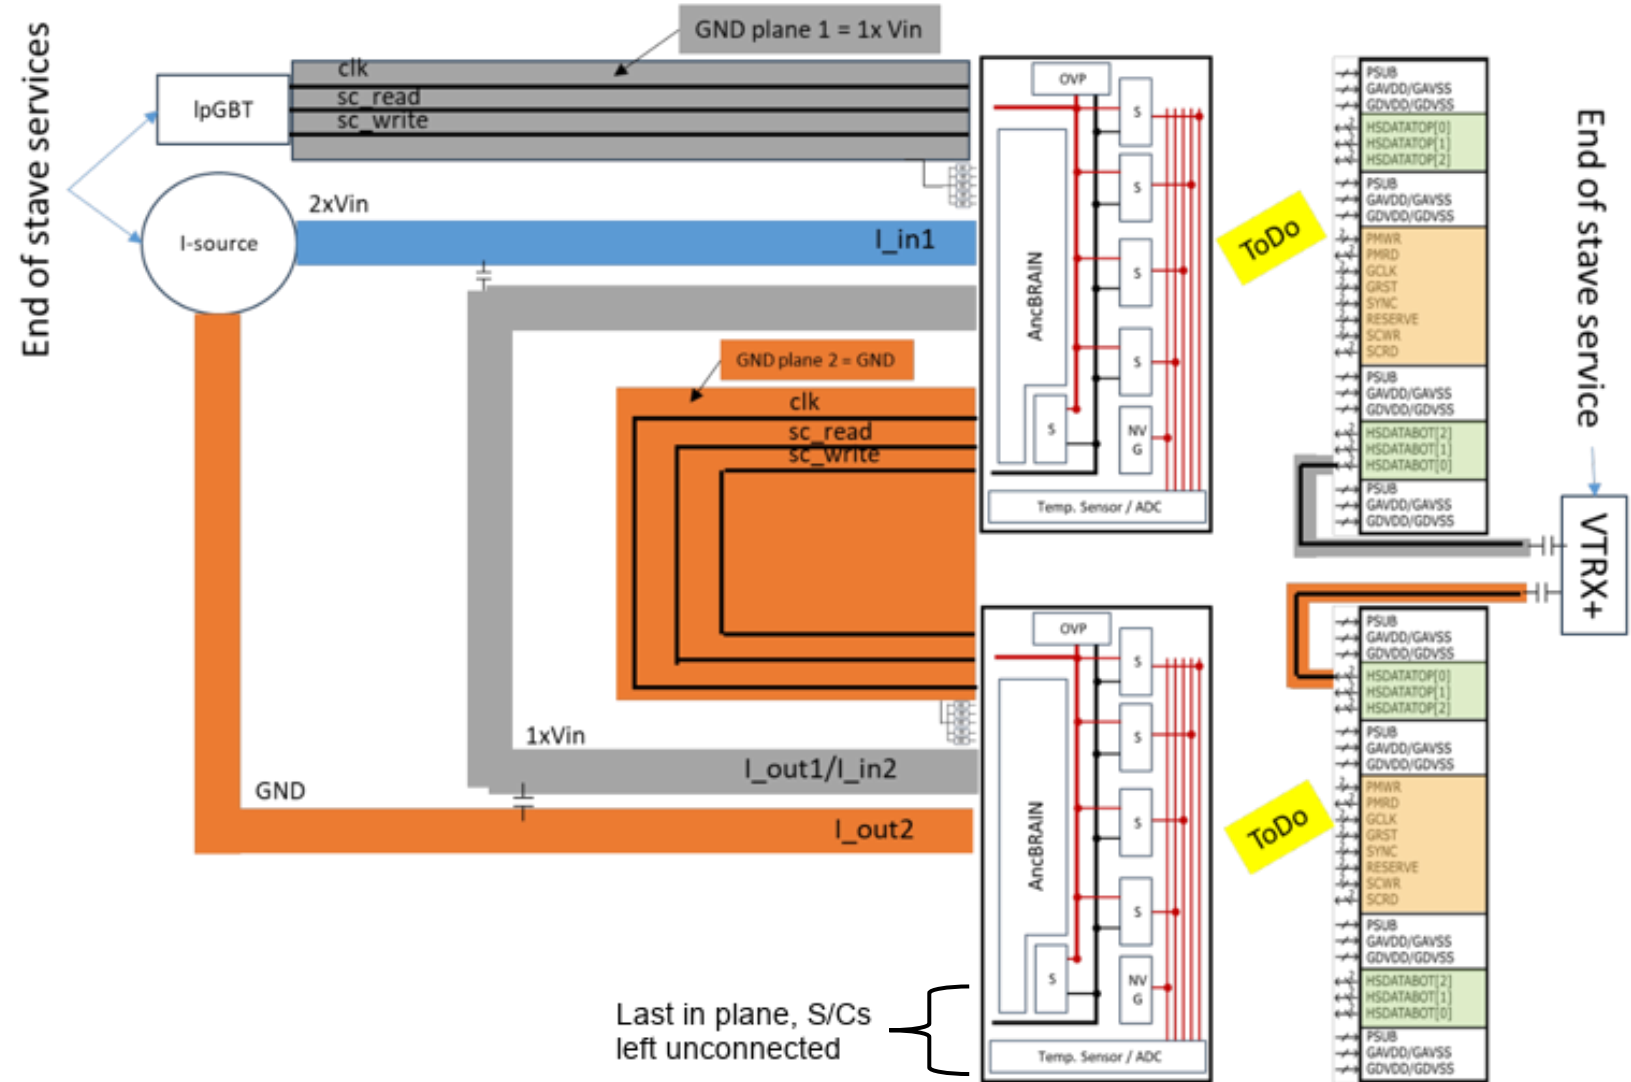 End of stave services
GND plane 1 = 1x Vin
lpGBT
clk
sc_read
sc_write
I-source
2xVin
I_in1
GND plane 2 = GND
clk
sc_read
sc_write
1xVin
I_out1/I_in2
GND
I_out2
Last in plane, S/Cs
left unconnected
OVP
S
S
S
S
AncBRAIN
S
NV
G
Temp. Sensor / ADC
OVP
S
S
S
S
AncBRAIN
S
NV
G
Temp. Sensor / ADC
ToDo
ToDo
PSUB
GAVDD/GAVSS
GDVDD/GDVSS
HSDATATOP[0]
HSDATATOP[1]
HSDATATOP[2]
PSUB
GAVDD/GAVSS
GDVDD/GDVSS
PMWR
PMRD
GCLK
GRST
SYNC
RESERVE
SCWR
SCRD
PSUB
GAVDD/GAVSS
GDVDD/GDVSS
HSDATABOT[2]
HSDATABOT[1]
HSDATABOT[0]
PSUB
GAVDD/GAVSS
GDVDD/GDVSS
PSUB
GAVDD/GAVSS
GDVDD/GDVSS
HSDATATOP[0]
HSDATATOP[1]
HSDATATOP[2]
PSUB
GAVDD/GAVSS
GDVDD/GDVSS
PMWR
PMRD
GCLK
GRST
SYNC
RESERVE
SCWR
SCRD
PSUB
GAVDD/GAVSS
GDVDD/GDVSS
HSDATABOT[2]
HSDATABOT[1]
HSDATABOT[0]
PSUB
GAVDD/GAVSS
GDVDD/GDVSS
End of stave service
VTRX+